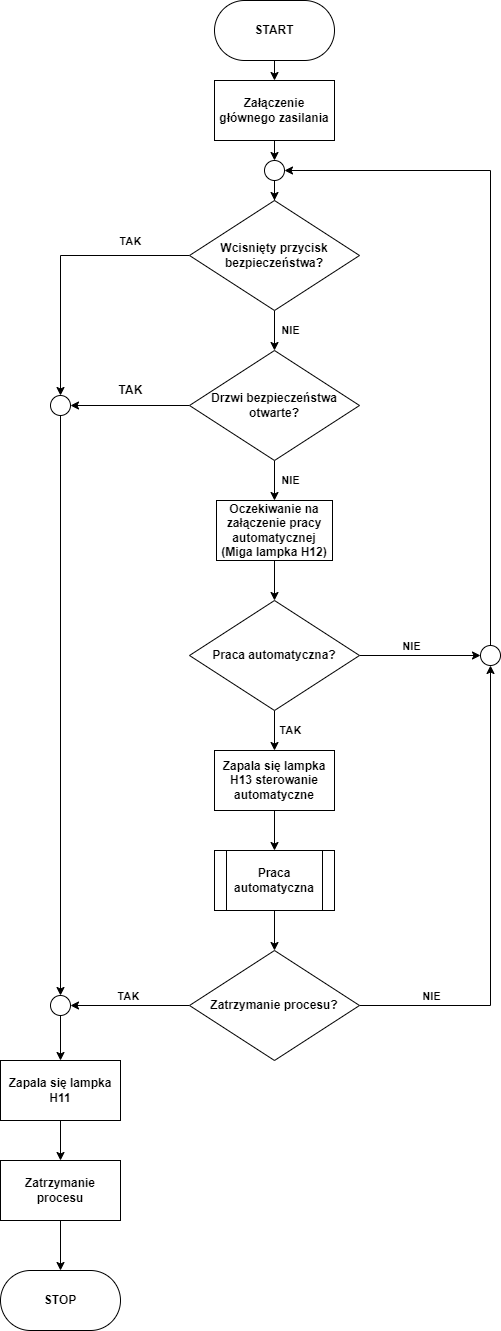 START
Załączenie
głównego zasilania
Wcisnięty przycisk
bezpieczeństwa?
TAK
NIE
Drzwi bezpieczeństwa
otwarte?
TAK
NIE
Oczekiwanie na
załączenie pracy
automatycznej
(Miga lampka H12)
Praca automatyczna?
NIE
TAK
Zapala się lampka
H13 sterowanie
automatyczne
Praca
automatyczna
Zatrzymanie procesu?
TAK
NIE
Zapala się lampka
H11
Zatrzymanie
procesu
STOP